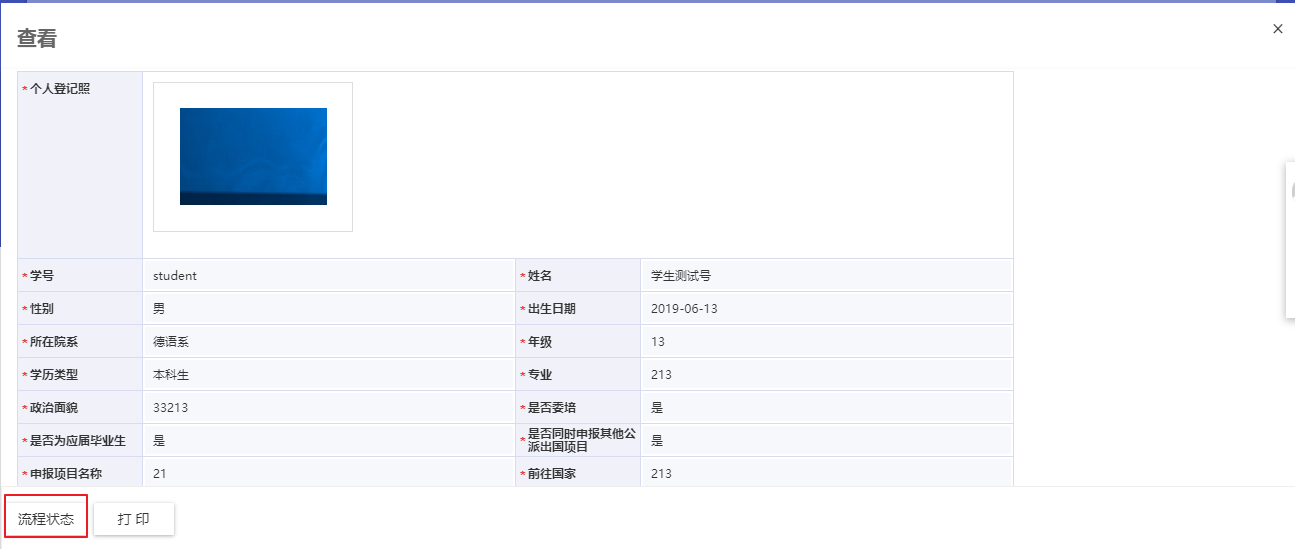 查看
×
*个人登记照
*学号 student *姓名 学生测试号
*性别 男 *出生日期 2019-06-13
*所在院系 德语系 *年级 13
*学历类型 本科生 *专业 213
*政治面貌 33213 *是否委培 是
*是否为应届毕业生 是 *是否同时申报其他公
派出国项目 是
*申报项目名称 21 *前往国家 213
流程状态 打 印